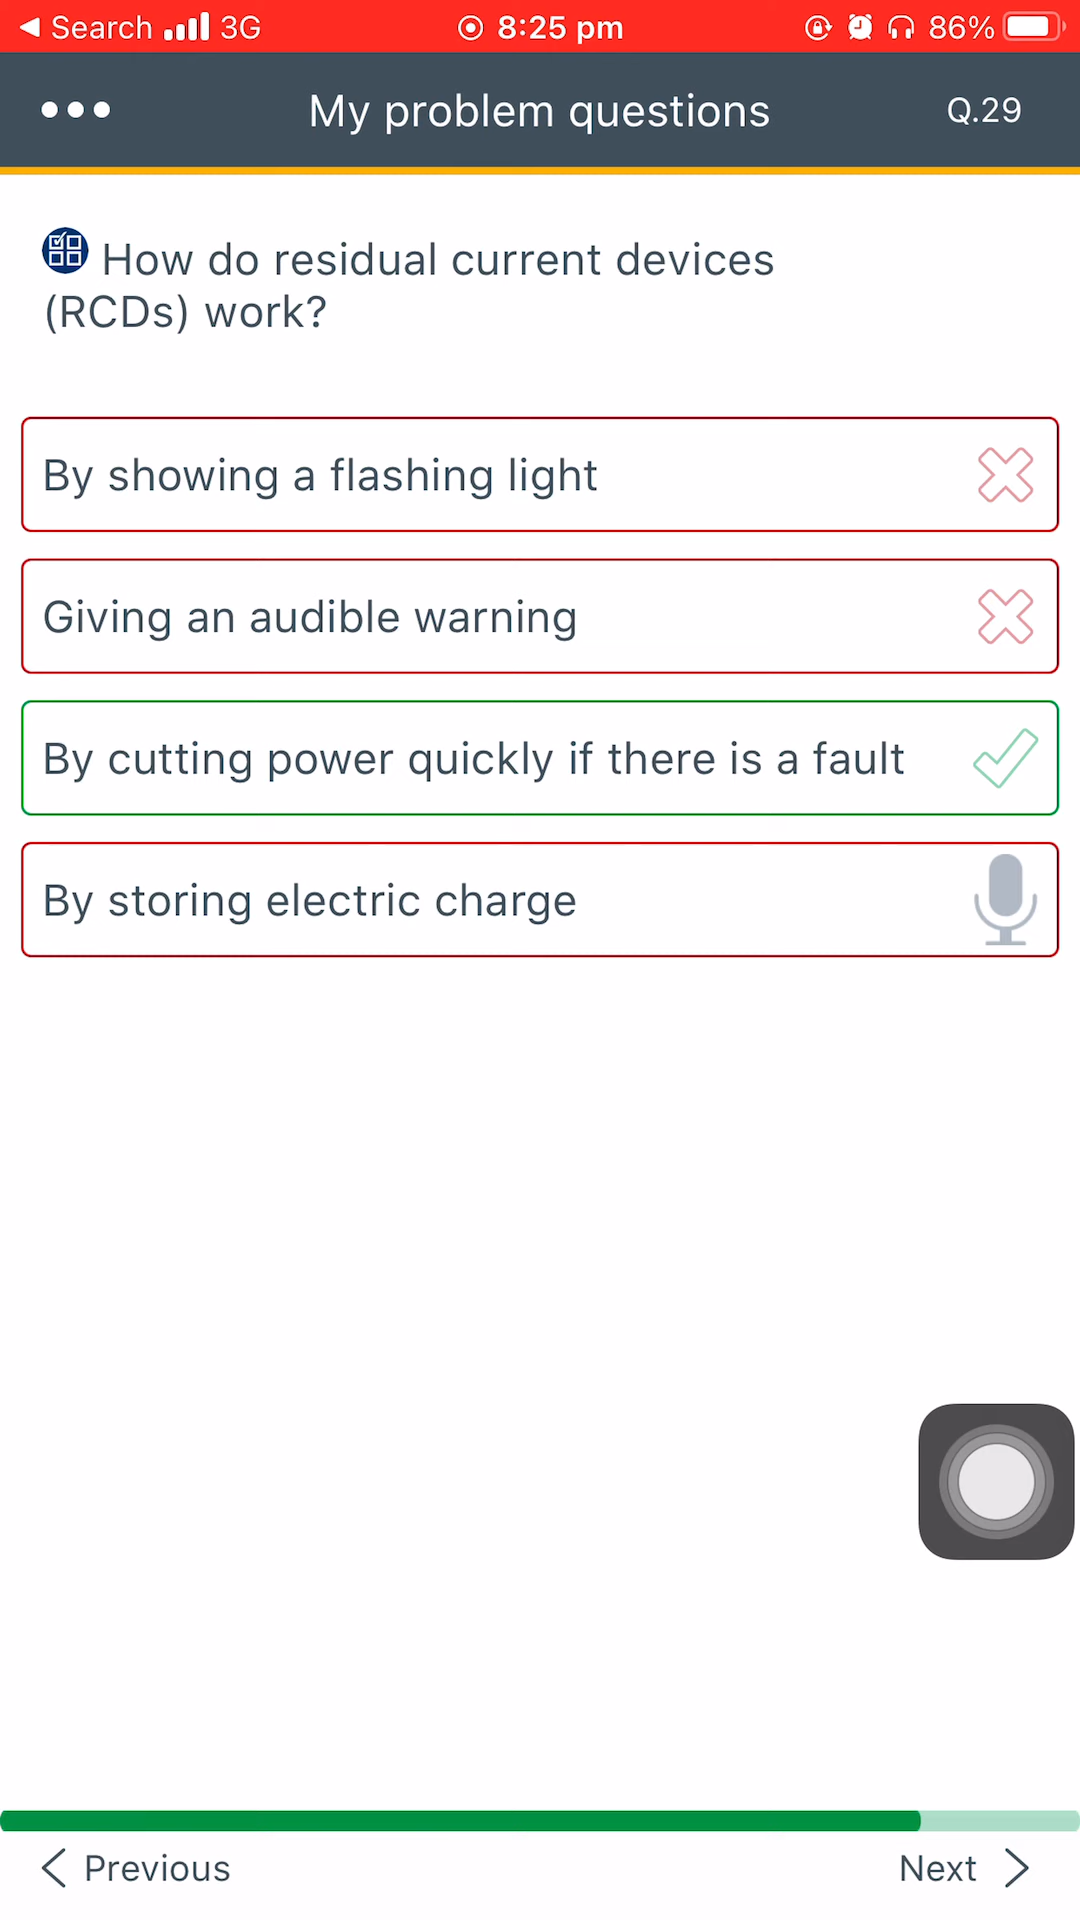 Search 3G 8:25 pm 86%
My problem questions Q.29
How do residual current devices
(RCDs) work?
By showing a flashing light
Giving an audible warning
By cutting power quickly if there is a fault
By storing electric charge
Previous Next